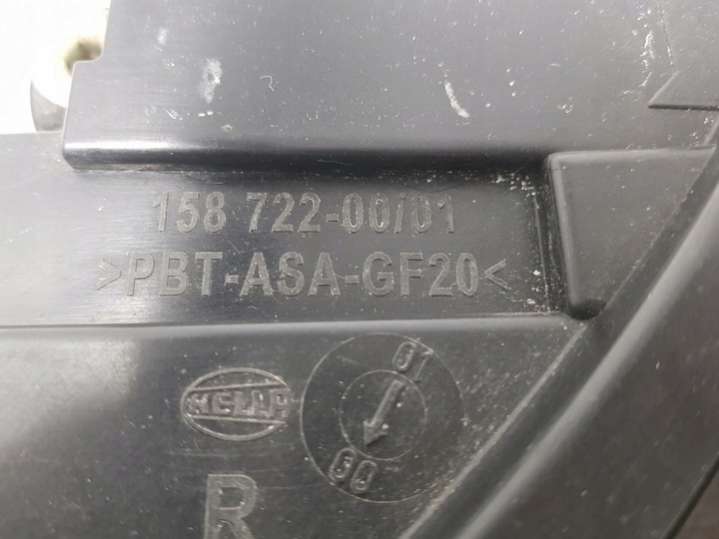 158 722-00/01
>PBT-ASA-GF20<
01
HELLA
00
R